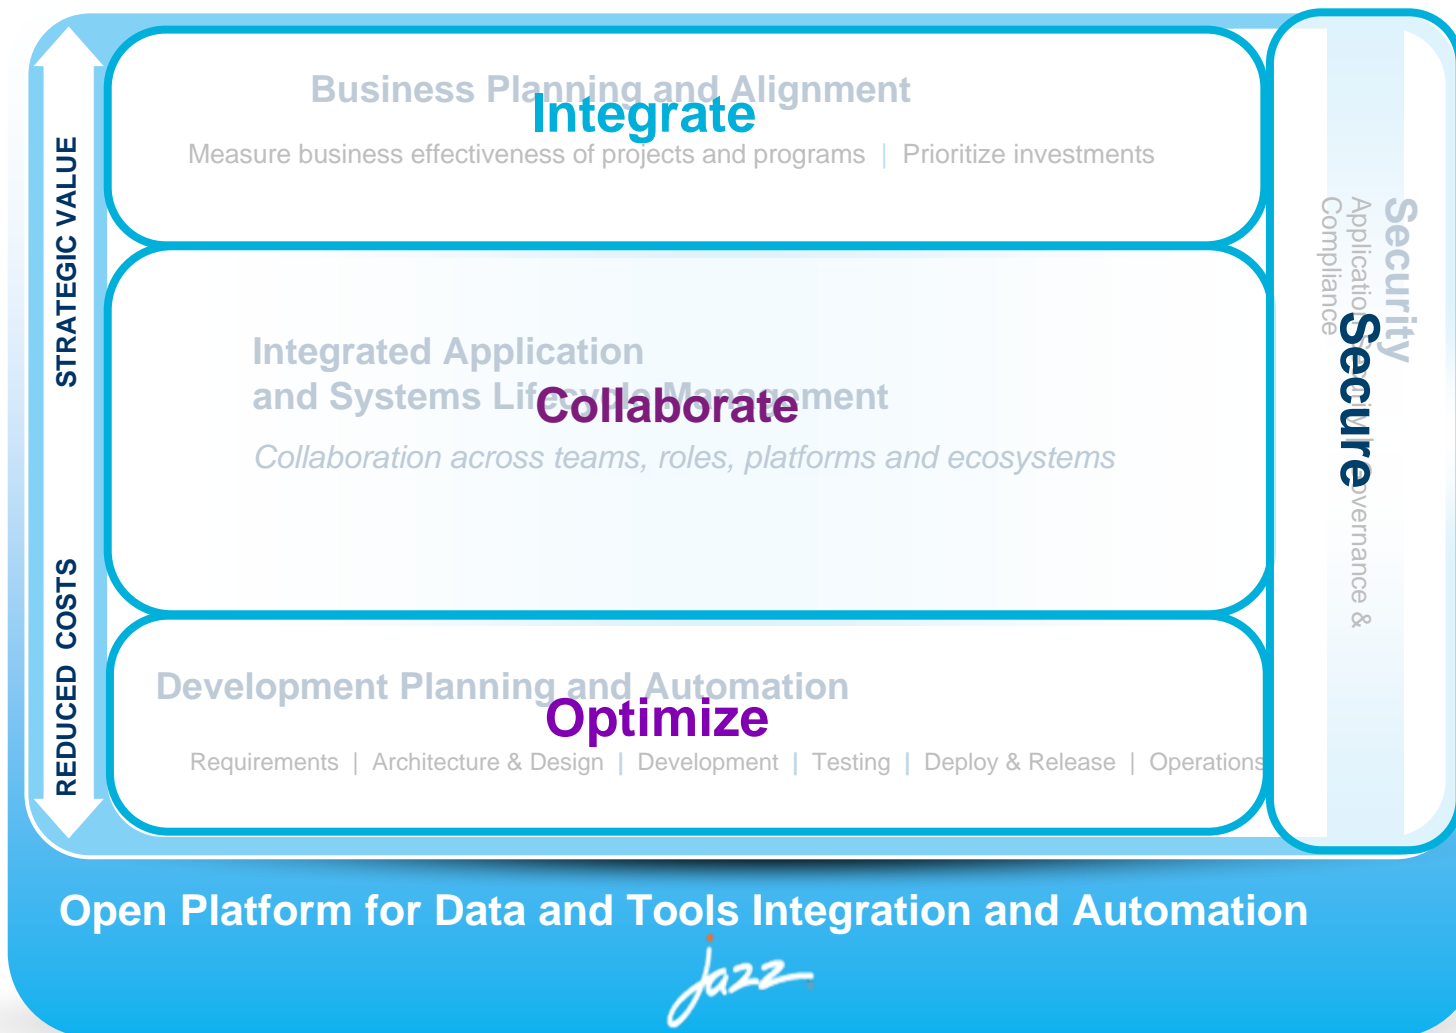 STRATEGIC VALUE
REDUCED COSTS
Business Planning and Alignment
Integrate
Measure business effectiveness of projects and programs | Prioritize investments
Integrated Application
and Systems Lifecycle Management
Collaborate
Collaboration across teams, roles, platforms and ecosystems
Development Planning and Automation
Optimize
Requirements | Architecture & Design | Development | Testing | Deploy & Release | Operations
Security
Application Security, Governance &
Compliance
Secure
Open Platform for Data and Tools Integration and Automation
jazz